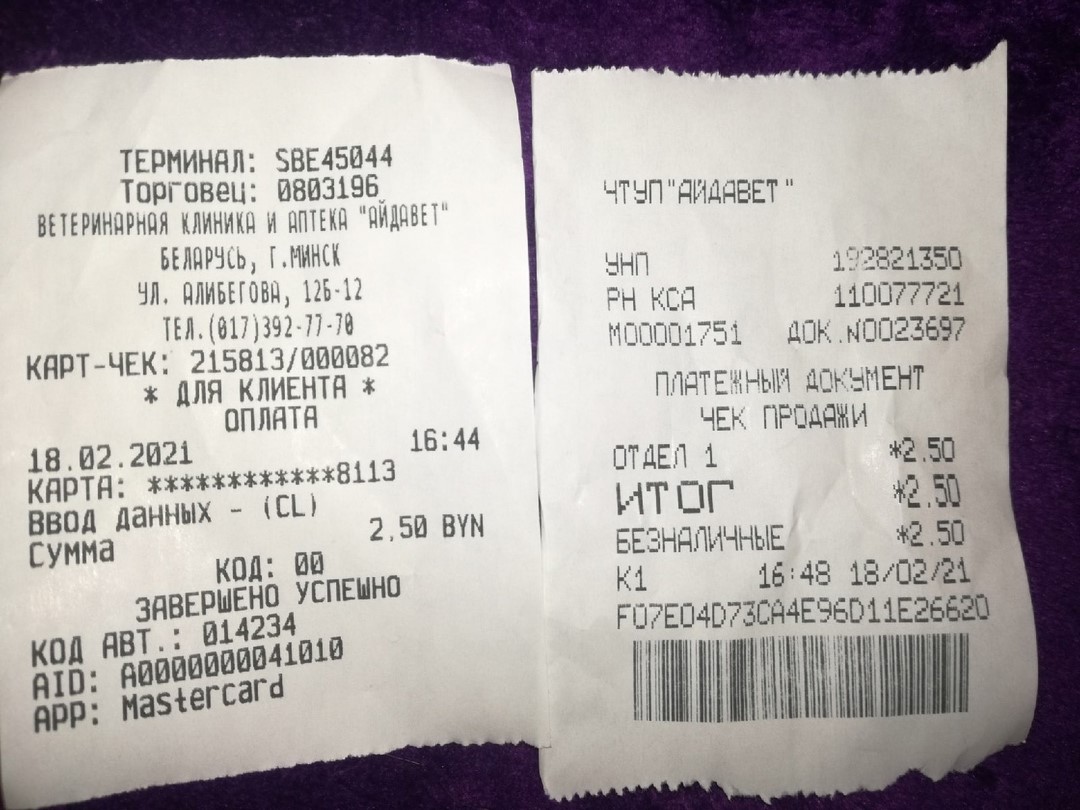 ТЕРМИНАЛ: SBE45044
Торговец: 0803196
ВЕТЕРИНАРНАЯ КЛИНИКА И АПТЕКА "АЙДАВЕТ"
БЕЛАРУСЬ, Г.МИНСК
УЛ. АЛИБЕГОВА, 12Б-12
ТЕЛ.(017)392-77-70
КАРТ-ЧЕК: 215813/000082
* ДЛЯ КЛИЕНТА *
ОПЛАТА
18.02.2021 16:44
КАРТА: ************8113
Ввод данных - (CL)
Сумма 2,50 BYN
КОД: 00
ЗАВЕРШЕНО УСПЕШНО
КОД АВТ.: 014234
AID: A0000000041010
APP: Mastercard
ЧТУП"АЙДАВЕТ"
УНП 192821350
РН КСА 110077721
М00001751 ДОК.N0023697
ПЛАТЕЖНЫЙ ДОКУМЕНТ
ЧЕК ПРОДАЖИ
ОТДЕЛ 1 *2.50
ИТОГ *2.50
БЕЗНАЛИЧНЫЕ *2.50
К1 16:48 18/02/21
F07E04D73CA4E96D11E26620